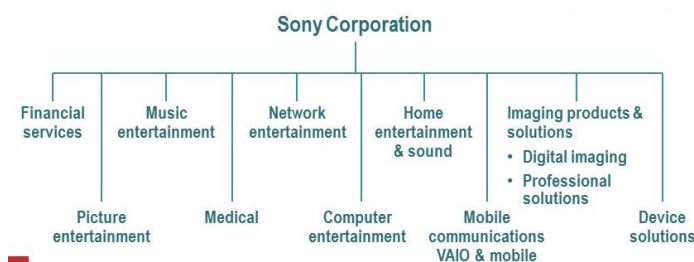 Sony Corporation
Financial
services
Music
entertainment
Network
entertainment
Home
entertainment
& sound
Imaging products &
solutions
• Digital imaging
• Professional
solutions
Picture
entertainment
Medical
Computer
entertainment
Mobile
communications
VAIO & mobile
Device
solutions